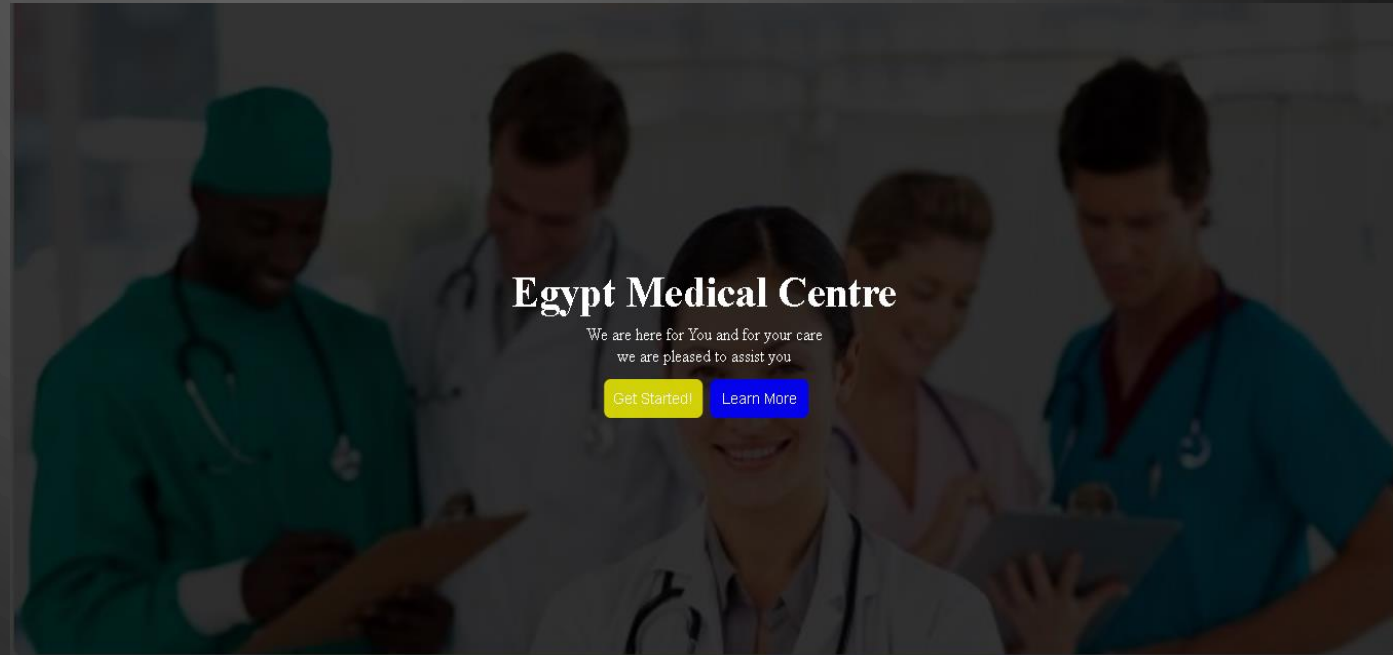 Egypt Medical Centre
We are here for You and for your care
we are pleased to assist you
Get Started! Learn More